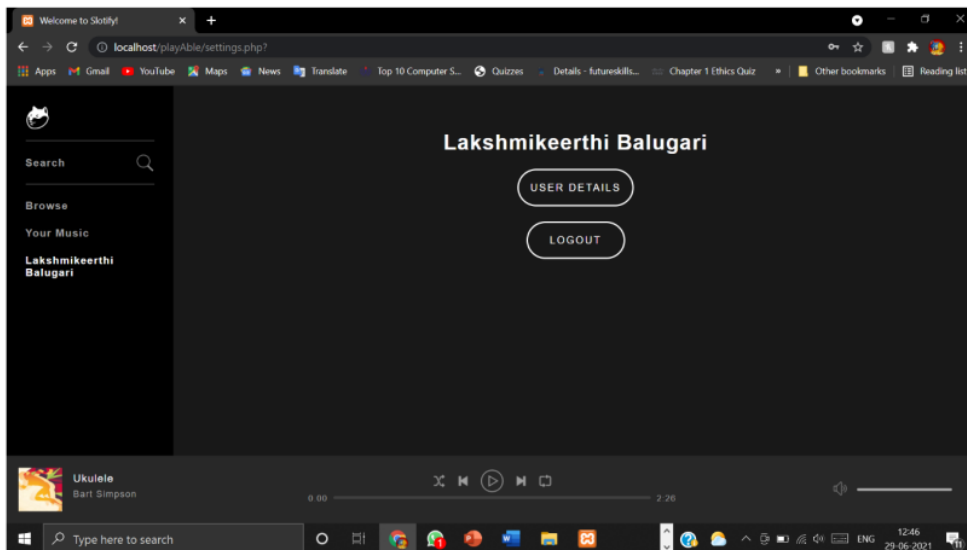 Welcome to Slotify!
localhost/playAble/settings.php?
Apps Gmail YouTube Maps News Translate Top 10 Computer S... Quizzes Details - futureskills... Chapter 1 Ethics Quiz » Other bookmarks Reading list
Lakshmikeerthi Balugari
Search
USER DETAILS
Browse
Your Music
LOGOUT
Lakshmikeerthi
Balugari
Ukulele
Bart Simpson
0:00 2:26
Type here to search
ENG
12:46
29-06-2021